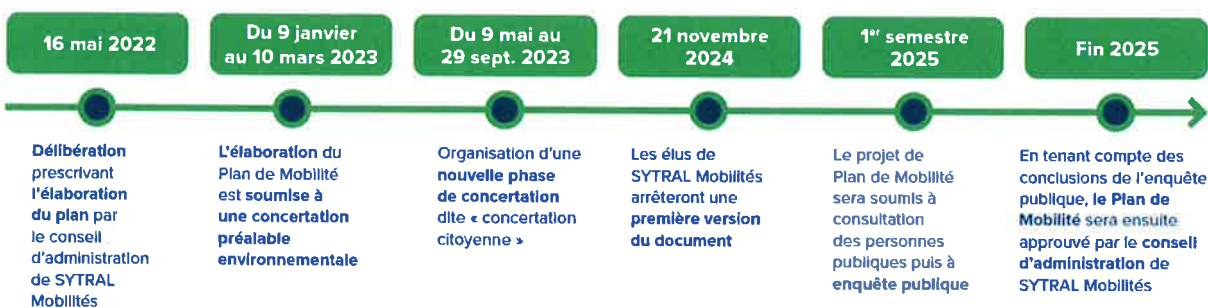 16 mai 2022
Du 9 janvier
au 10 mars 2023
Du 9 mai au
29 sept. 2023
21 novembre
2024
1er semestre
2025
Fin 2025
Délibération
prescrivant
l'élaboration
du plan par
le conseil
d'administration
de SYTRAL
Mobilités
L'élaboration du
Plan de Mobilité
est soumise à
une concertation
préalable
environnementale
Organisation d'une
nouvelle phase
de concertation
dite « concertation
citoyenne »
Les élus de
SYTRAL Mobilités
arrêteront une
première version
du document
Le projet de
Plan de Mobilité
sera soumis à
consultation
des personnes
publiques puis à
enquête publique
En tenant compte des
conclusions de l'enquête
publique, le Plan de
Mobilité sera ensuite
approuvé par le conseil
d'administration de
SYTRAL Mobilités